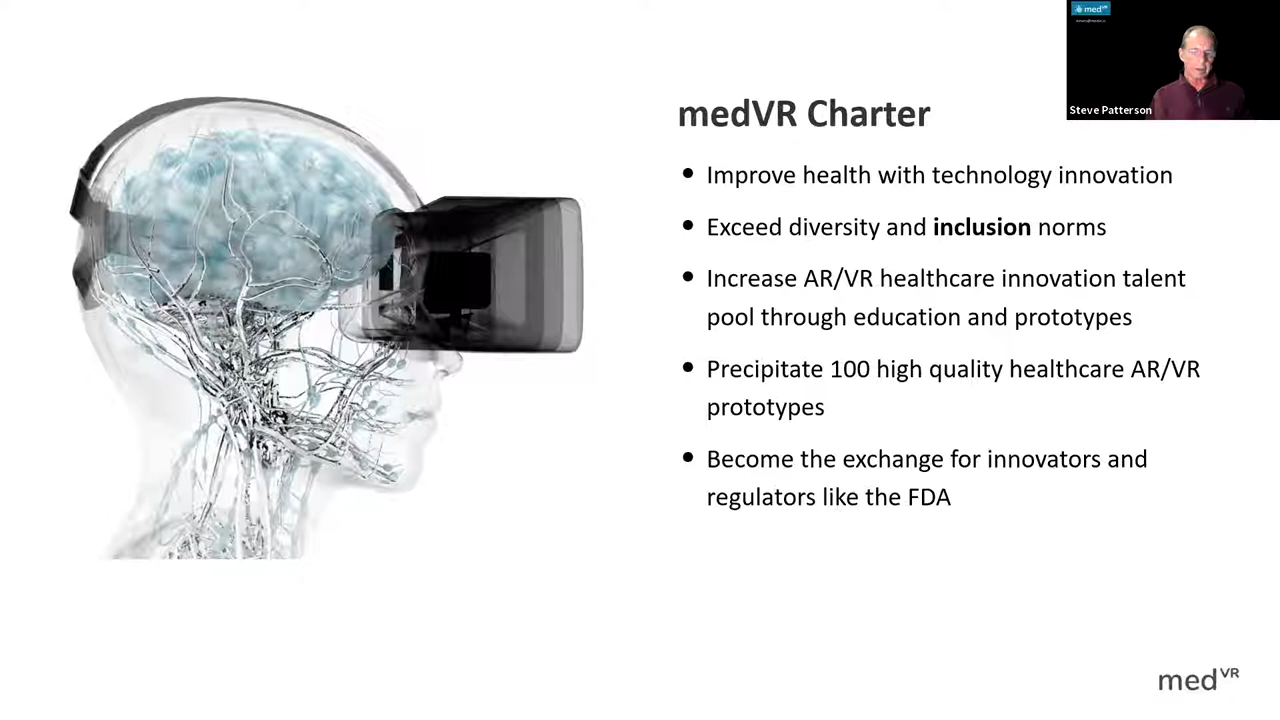 medVR
Steve Patterson
medVR Charter
• Improve health with technology innovation
• Exceed diversity and inclusion norms
• Increase AR/VR healthcare innovation talent
pool through education and prototypes
• Precipitate 100 high quality healthcare AR/VR
prototypes
• Become the exchange for innovators and
regulators like the FDA
medVR